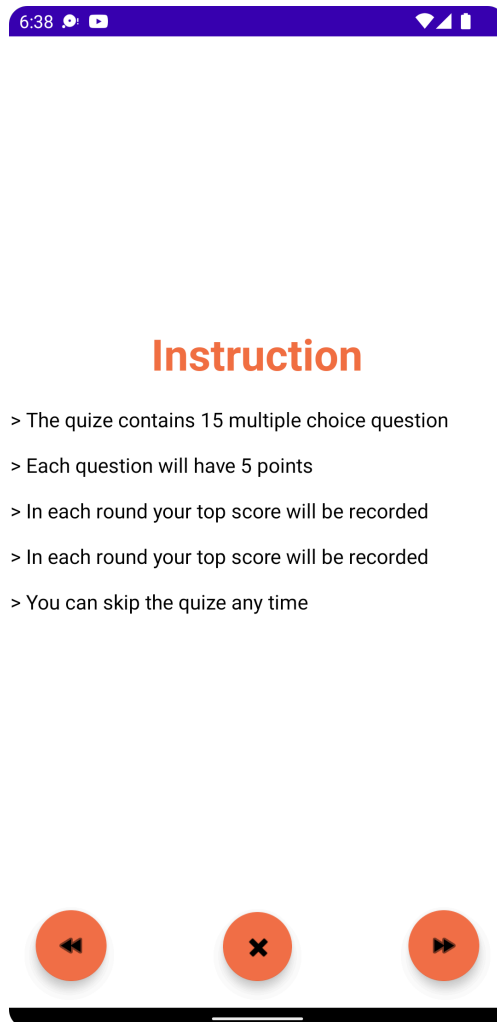 6:38
Instruction
> The quize contains 15 multiple choice question
> Each question will have 5 points
> In each round your top score will be recorded
> In each round your top score will be recorded
> You can skip the quize any time